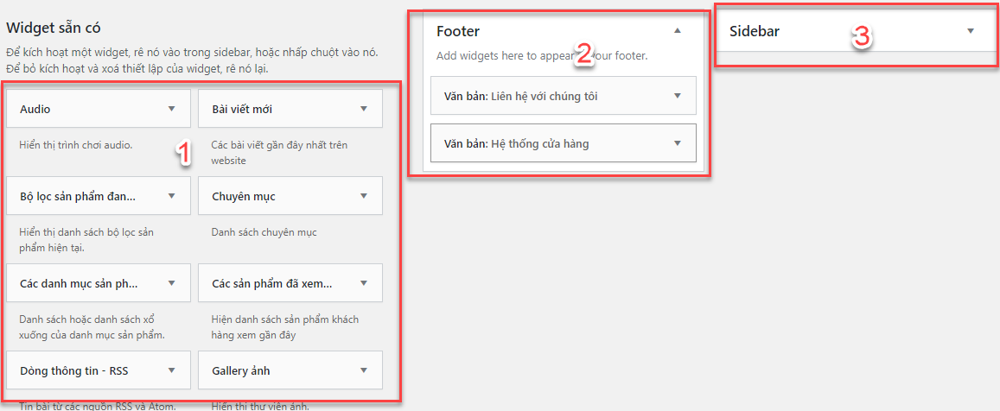 Widget sẵn có
Để kích hoạt một widget, rê nó vào trong sidebar, hoặc nhấp chuột vào nó.
Để bỏ kích hoạt và xoá thiết lập của widget, rê nó lại.
Audio
Bài viết mới
Hiển thị trình chơi audio.
Các bài viết gần đây nhất trên
website
1
Bộ lọc sản phẩm đan...
Chuyên mục
Hiển thị danh sách bộ lọc sản
phẩm hiện tại.
Danh sách chuyên mục
Các danh mục sản ph...
Các sản phẩm đã xem...
Danh sách hoặc danh sách xổ
xuống của danh mục sản phẩm.
Hiện danh sách sản phẩm khách
hàng xem gần đây
Dòng thông tin - RSS
Gallery ảnh
Tin bài từ các nguồn RSS và Atom.
Hiển thị thư viện ảnh.
Footer
2
Add widgets here to appear your footer.
Văn bản: Liên hệ với chúng tôi
Văn bản: Hệ thống cửa hàng
Sidebar
3